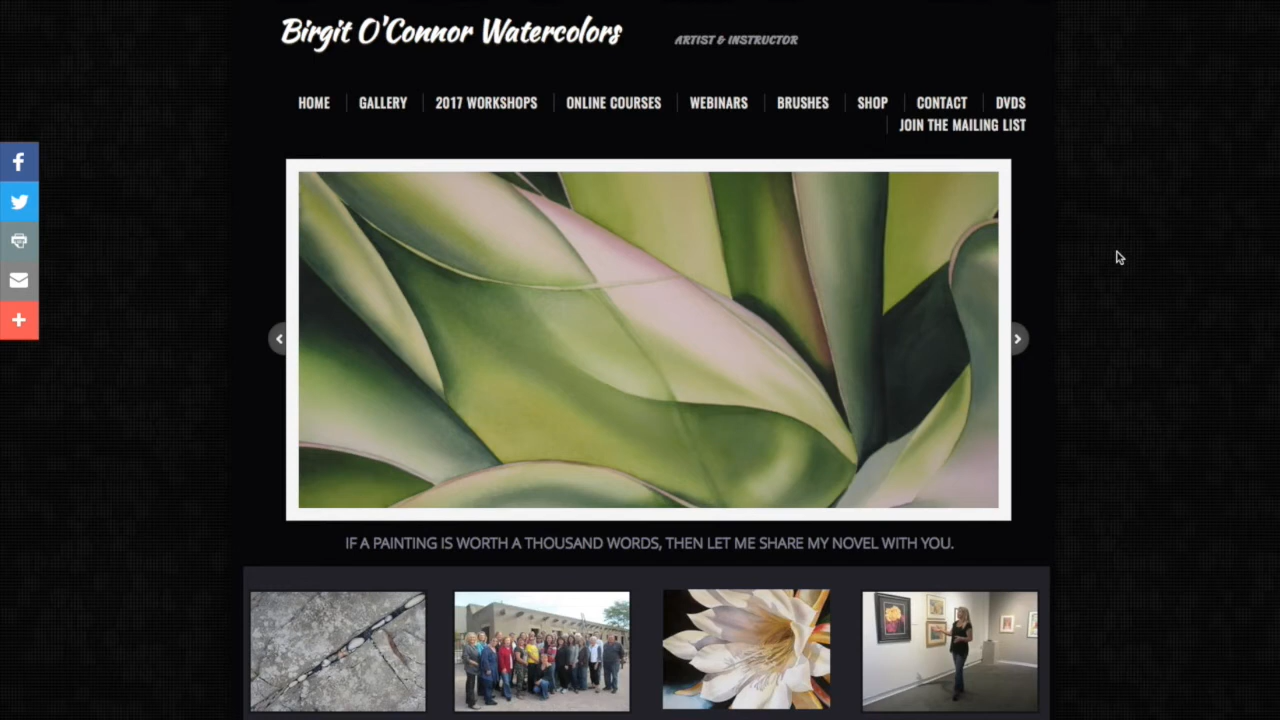 Birgit O'Connor Watercolors
ARTIST & INSTRUCTOR
HOME GALLERY 2017 WORKSHOPS ONLINE COURSES WEBINARS BRUSHES SHOP CONTACT DVDS
JOIN THE MAILING LIST
IF A PAINTING IS WORTH A THOUSAND WORDS, THEN LET ME SHARE MY NOVEL WITH YOU.